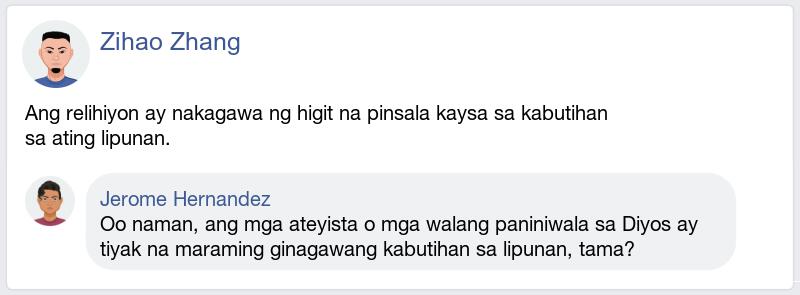 Zihao Zhang
Ang relihiyon ay nakagawa ng higit na pinsala kaysa sa kabutihan
sa ating lipunan.
Jerome Hernandez
Oo naman, ang mga ateyista o mga walang paniniwala sa Diyos ay
tiyak na maraming ginagawang kabutihan sa lipunan, tama?